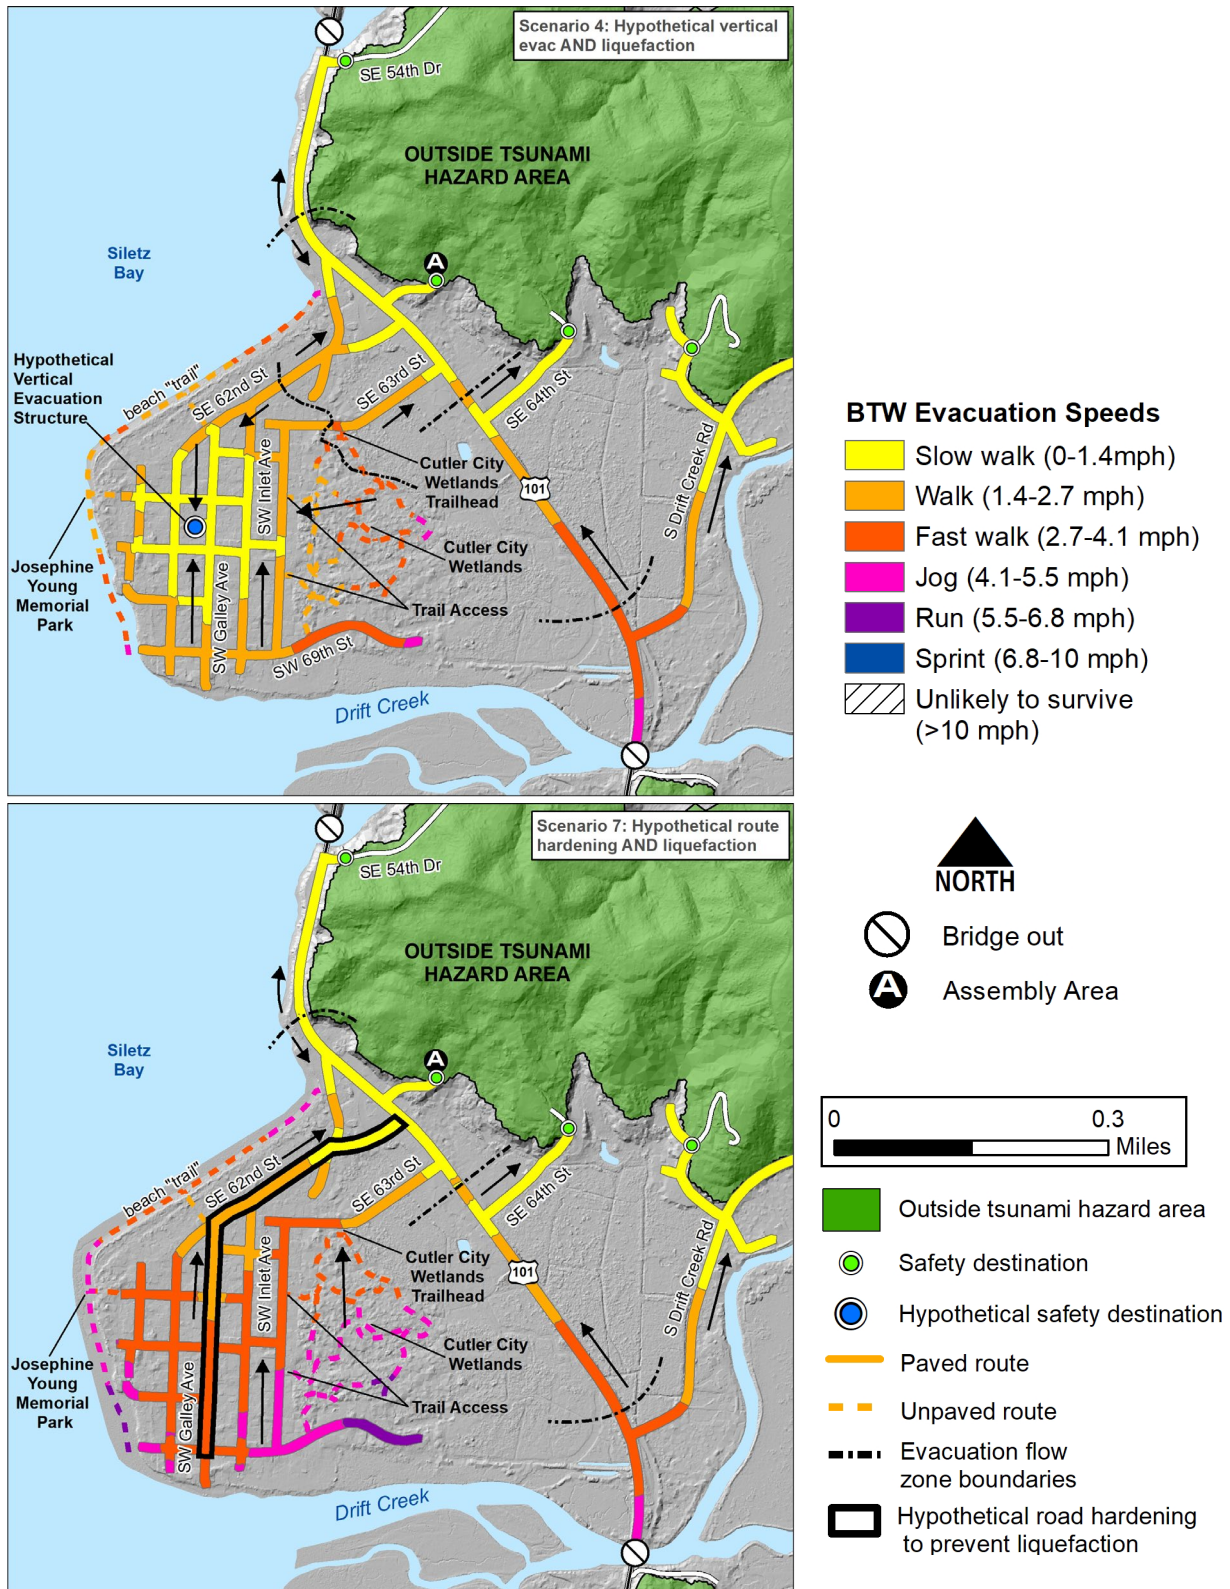 Scenario 4: Hypothetical vertical
evac AND liquefaction
SE 54th Dr
OUTSIDE TSUNAMI
HAZARD AREA
Siletz
Bay
A
Hypothetical
Vertical
Evacuation
Structure
beach "trail"
SE 62nd St
SE 63rd St
SE 64th St
SW Inlet Ave
Cutler City
Wetlands
Trailhead
101
S Drift Creek Rd
Cutler City
Wetlands
Josephine
Young
Memorial
Park
Trail Access
SW Galley Ave
SW 69th St
Drift Creek
BTW Evacuation Speeds
Slow walk (0-1.4mph)
Walk (1.4-2.7 mph)
Fast walk (2.7-4.1 mph)
Jog (4.1-5.5 mph)
Run (5.5-6.8 mph)
Sprint (6.8-10 mph)
Unlikely to survive
(>10 mph)
Scenario 7: Hypothetical route
hardening AND liquefaction
SE 54th Dr
OUTSIDE TSUNAMI
HAZARD AREA
Siletz
Bay
A
beach "trail"
SE 62nd St
SE 63rd St
SE 64th St
SW Inlet Ave
Cutler City
Wetlands
Trailhead
101
S Drift Creek Rd
Cutler City
Wetlands
Josephine
Young
Memorial
Park
Trail Access
SW Galley Ave
Drift Creek
NORTH
Bridge out
A
Assembly Area
0 0.3
Miles
Outside tsunami hazard area
Safety destination
Hypothetical safety destination
Paved route
Unpaved route
Evacuation flow
zone boundaries
Hypothetical road hardening
to prevent liquefaction